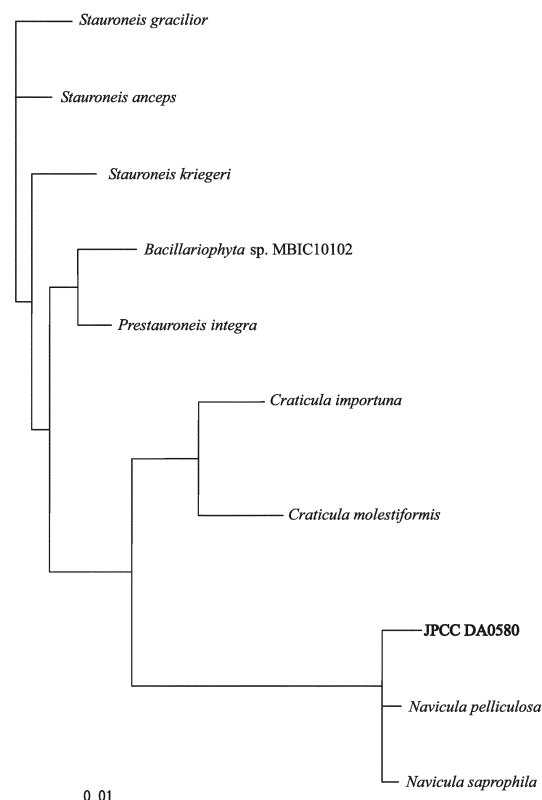 Stauroneis gracilior
Stauroneis anceps
Stauroneis kriegeri
Bacillariophyta sp. MBIC10102
Prestauroneis integra
Craticula importuna
Craticula molestiformis
JPCC DA0580
Navicula pelliculosa
Navicula saprophila
0.01